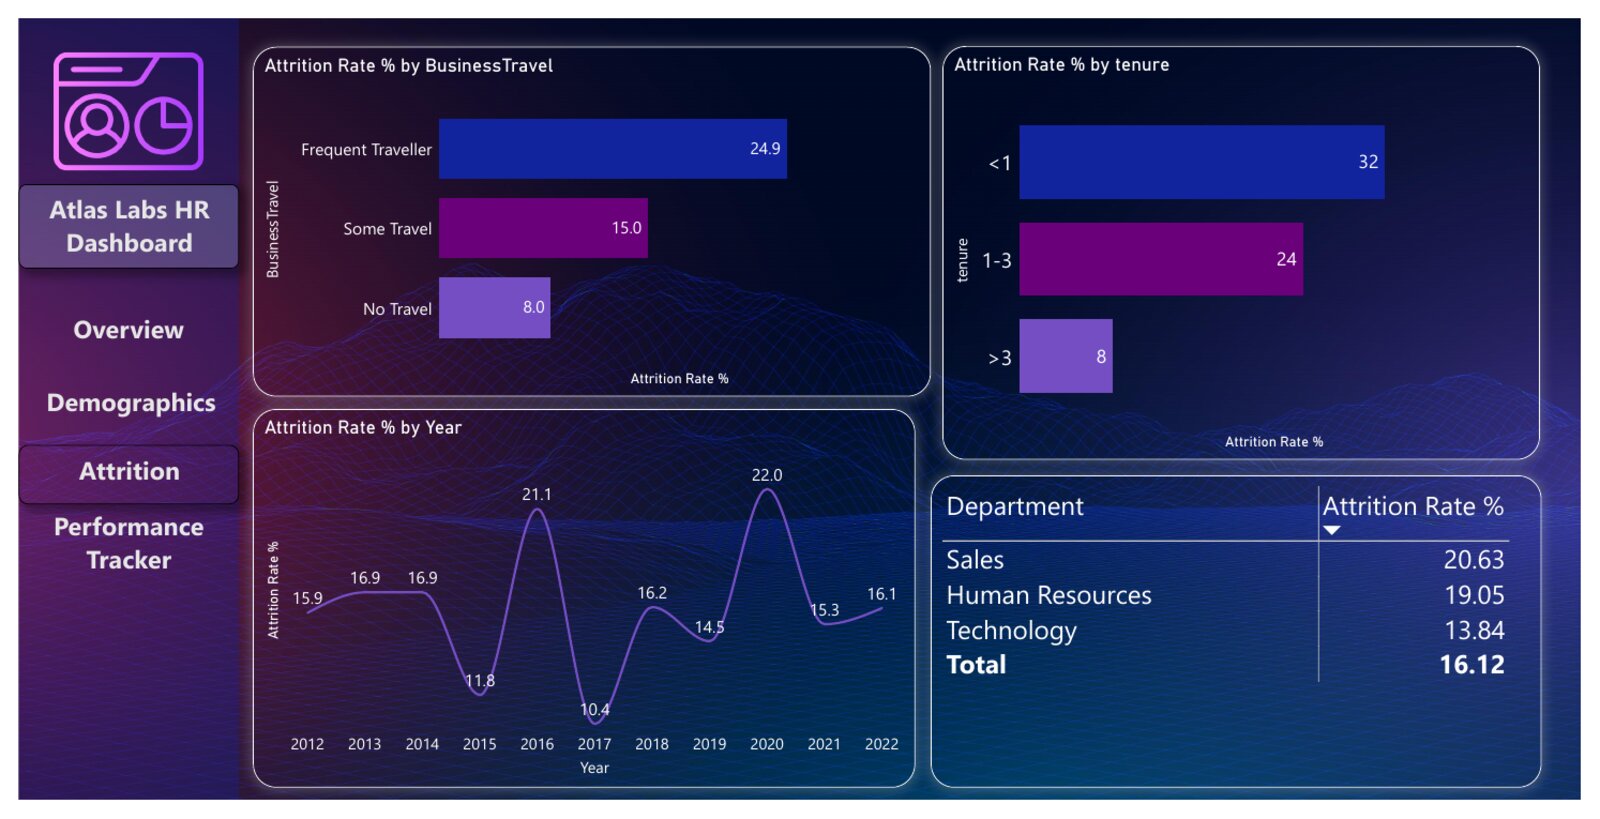 Atlas Labs HR
Dashboard
Overview
Demographics
Attrition
Performance
Tracker
Attrition Rate % by BusinessTravel
BusinessTravel
Frequent Traveller 24.9
Some Travel 15.0
No Travel 8.0
Attrition Rate %
Attrition Rate % by tenure
tenure
<1 32
1-3 24
>3 8
Attrition Rate %
Attrition Rate % by Year
Attrition Rate %
15.9 16.9 16.9 11.8 21.1 10.4 16.2 14.5 22.0 15.3 16.1
2012 2013 2014 2015 2016 2017 2018 2019 2020 2021 2022
Year
Department Attrition Rate %
Sales 20.63
Human Resources 19.05
Technology 13.84
Total 16.12